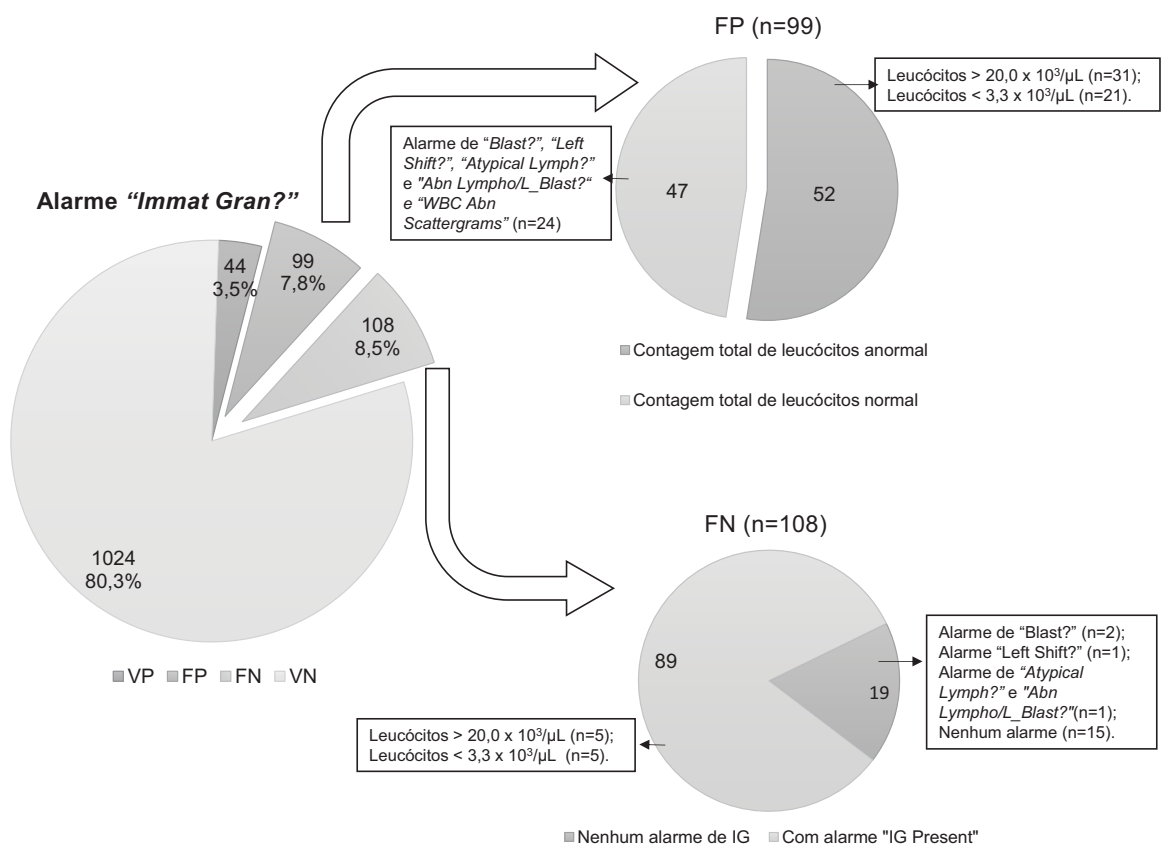 FP (n=99)
Leucócitos > 20,0 x 10³/µL (n=31);
Leucócitos < 3,3 x 10³/µL (n=21).
Alarme de “Blast?”, “Left
Shift?”, “Atypical Lymph?”
e "Abn Lympho/L_Blast?“
e “WBC Abn
Scattergrams” (n=24)
47
52
Contagem total de leucócitos anormal
Contagem total de leucócitos normal
Alarme “Immat Gran?”
44
3,5%
99
7,8%
108
8,5%
1024
80,3%
VP FP FN VN
FN (n=108)
89
19
Alarme de “Blast?” (n=2);
Alarme “Left Shift?” (n=1);
Alarme de “Atypical
Lymph?” e "Abn
Lympho/L_Blast?"(n=1);
Nenhum alarme (n=15).
Leucócitos > 20,0 x 10³/µL (n=5);
Leucócitos < 3,3 x 10³/µL (n=5).
Nenhum alarme de IG Com alarme "IG Present"